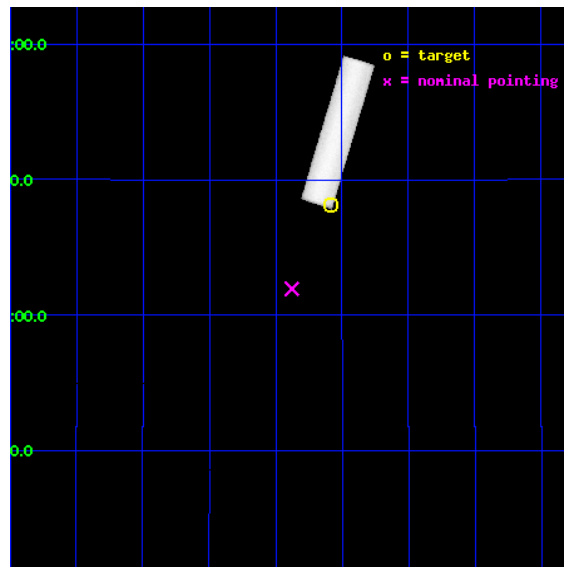 :00.0
o = target
x = nominal pointing
0.0
:00.0
0.0